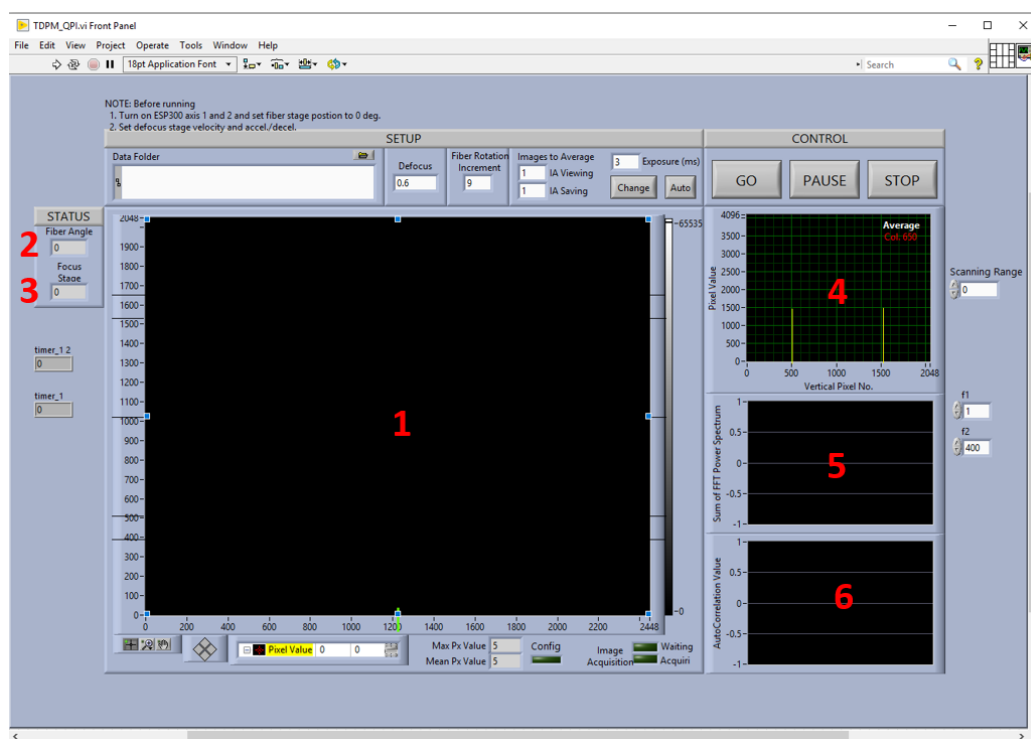 TDPM_QPI.vi Front Panel
File Edit View Project Operate Tools Window Help
18pt Application Font
Search
NOTE: Before running
1. Turn on ESP300 axis 1 and 2 and set fiber stage postion to 0 deg.
2. Set defocus stage velocity and accel./decel.
SETUP
CONTROL
Data Folder
Defocus
0.6
Fiber Rotation
Increment
9
Images to Average
1 IA Viewing
1 IA Saving
3 Exposure (ms)
Change Auto
GO PAUSE STOP
STATUS
Fiber Angle
2
0
Focus
Stage
3
0
timer_1 2
0
timer_1
0
2048
1900
1800
1700
1600
1500
1400
1300
1200
1100
1000
900
800
700
600
500
400
300
200
100
0
0 200 400 600 800 1000 1200 1400 1600 1800 2000 2200 2448
1
65535
0
Pixel Value 0 0
Max Px Value 5
Mean Px Value 5
Config
Image
Acquisition
Waiting
Acquiri
Pixel Value
4096
3500
3000
2500
2000
1500
1000
500
0
Average
Col: 650
4
0 500 1000 1500 2048
Vertical Pixel No.
Sum of FFT Power Spectrum
1
0.5
0
-0.5
-1
5
AutoCorrelation Value
1
0.5
0
-0.5
-1
6
Scanning Range
0
f1
1
f2
400